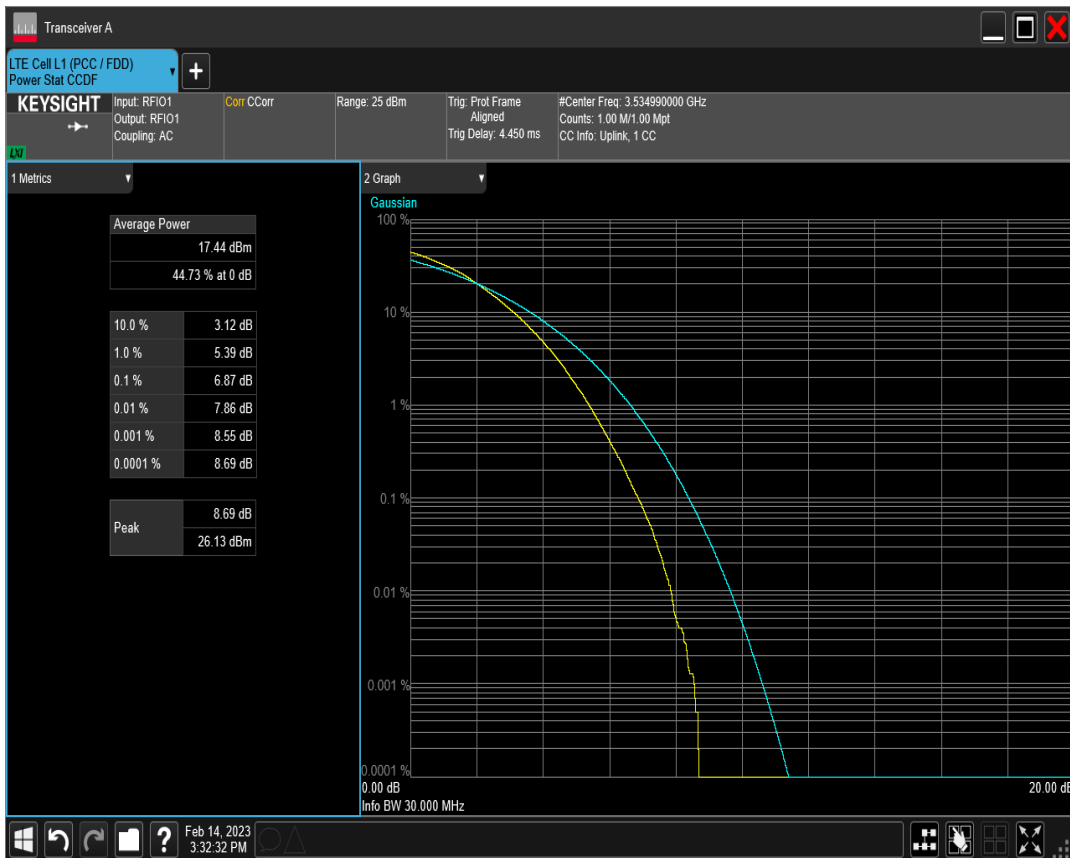 Transceiver A
LTE Cell L1 (PCC / FDD)
Power Stat CCDF
KEYSIGHT
LXI
Input: RFIO1
Output: RFIO1
Coupling: AC
Corr CCorr
Range: 25 dBm
Trig: Prot Frame
Aligned
Trig Delay: 4.450 ms
#Center Freq: 3.534990000 GHz
Counts: 1.00 M/1.00 Mpt
CC Info: Uplink, 1 CC
1 Metrics
Average Power
17.44 dBm
44.73 % at 0 dB
10.0 % 3.12 dB
1.0 % 5.39 dB
0.1 % 6.87 dB
0.01 % 7.86 dB
0.001 % 8.55 dB
0.0001 % 8.69 dB
Peak
8.69 dB
26.13 dBm
2 Graph
Gaussian
100 %
10 %
1 %
0.1 %
0.01 %
0.001 %
0.0001 %
0.00 dB 20.00 dB
Info BW 30.000 MHz
?
Feb 14, 2023
3:32:32 PM